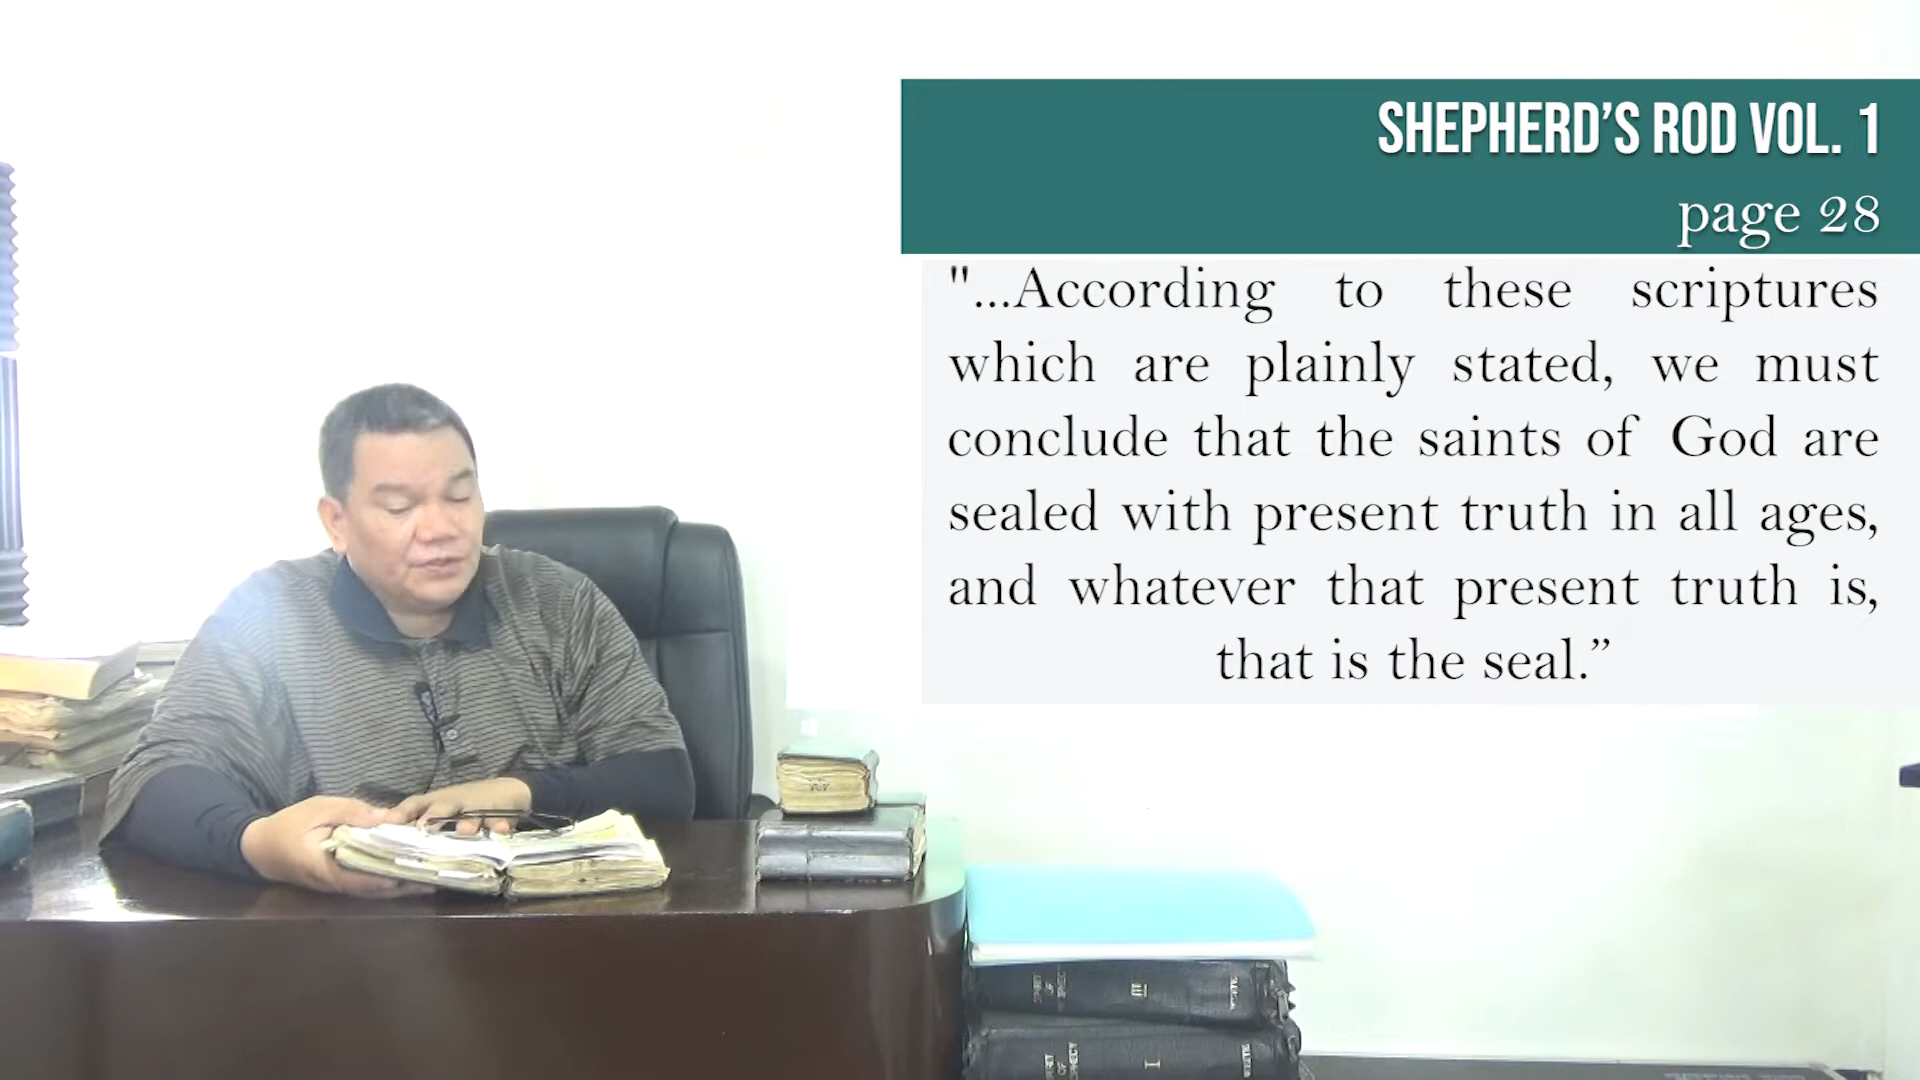 SHEPHERD'S ROD VOL. 1
page 28
"...According to these scriptures
which are plainly stated, we must
conclude that the saints of God are
sealed with present truth in all ages,
and whatever that present truth is,
that is the seal.”
III
I